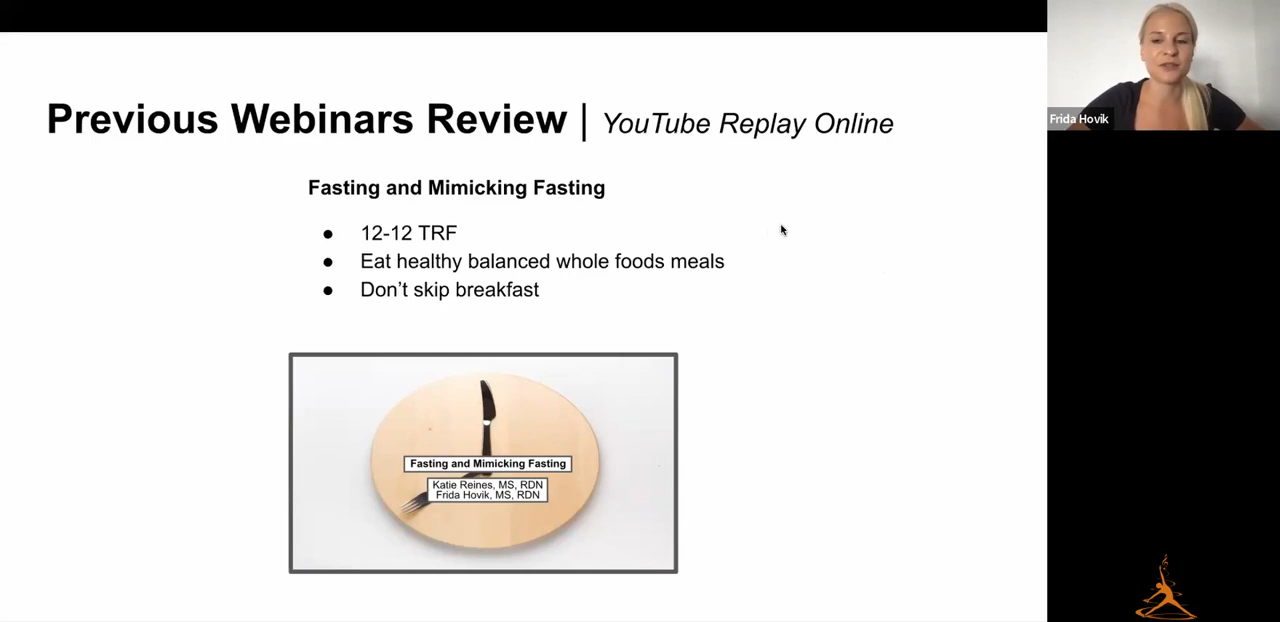 Previous Webinars Review | YouTube Replay Online
Frida Hovik
Fasting and Mimicking Fasting
● 12-12 TRF
● Eat healthy balanced whole foods meals
● Don’t skip breakfast
Fasting and Mimicking Fasting
Katie Reines, MS, RDN
Frida Hovik, MS, RDN